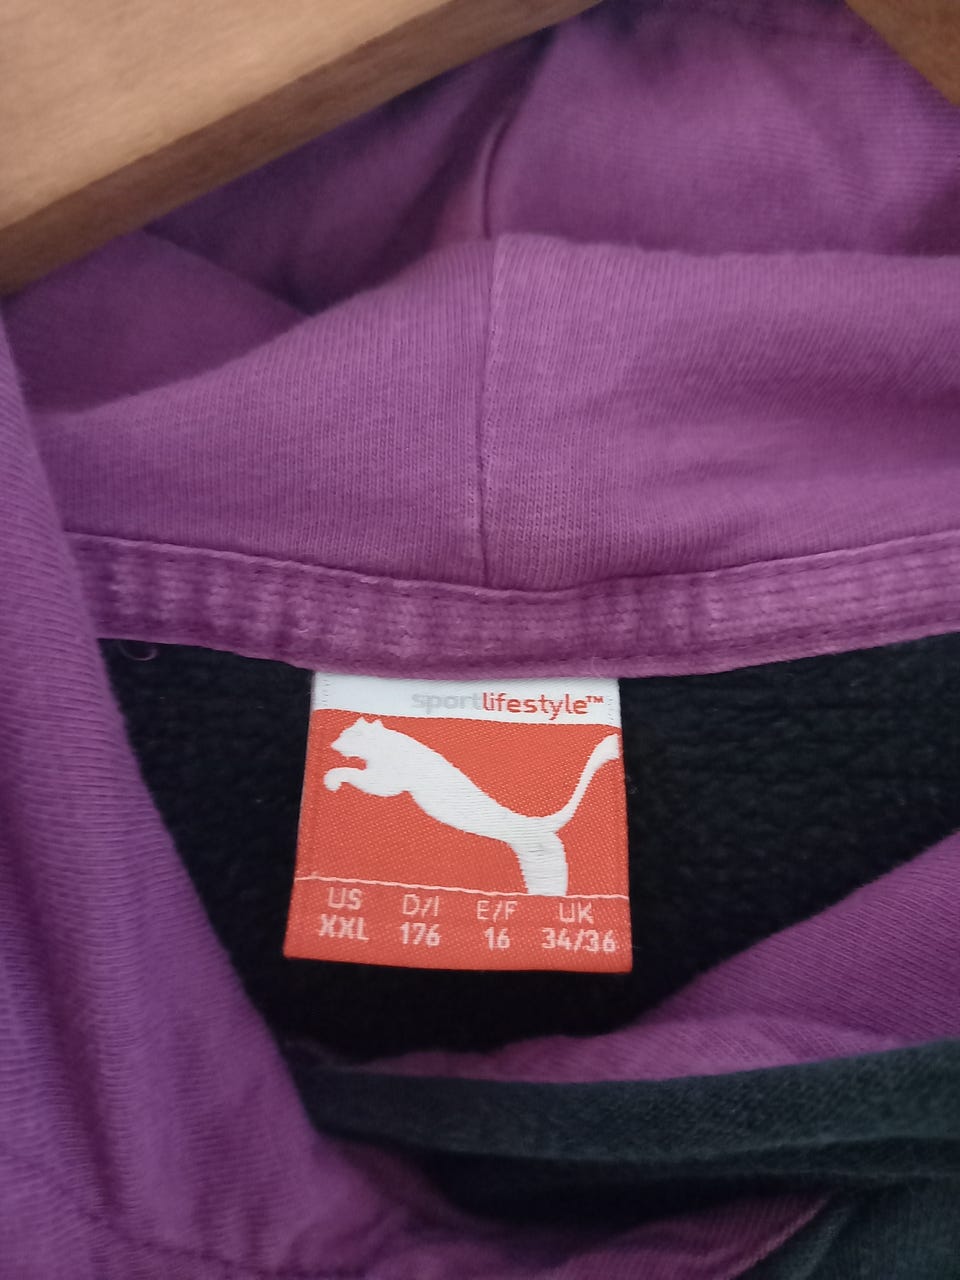 sportlifestyle™
US D/I E/F UK
XXL 176 16 34/36